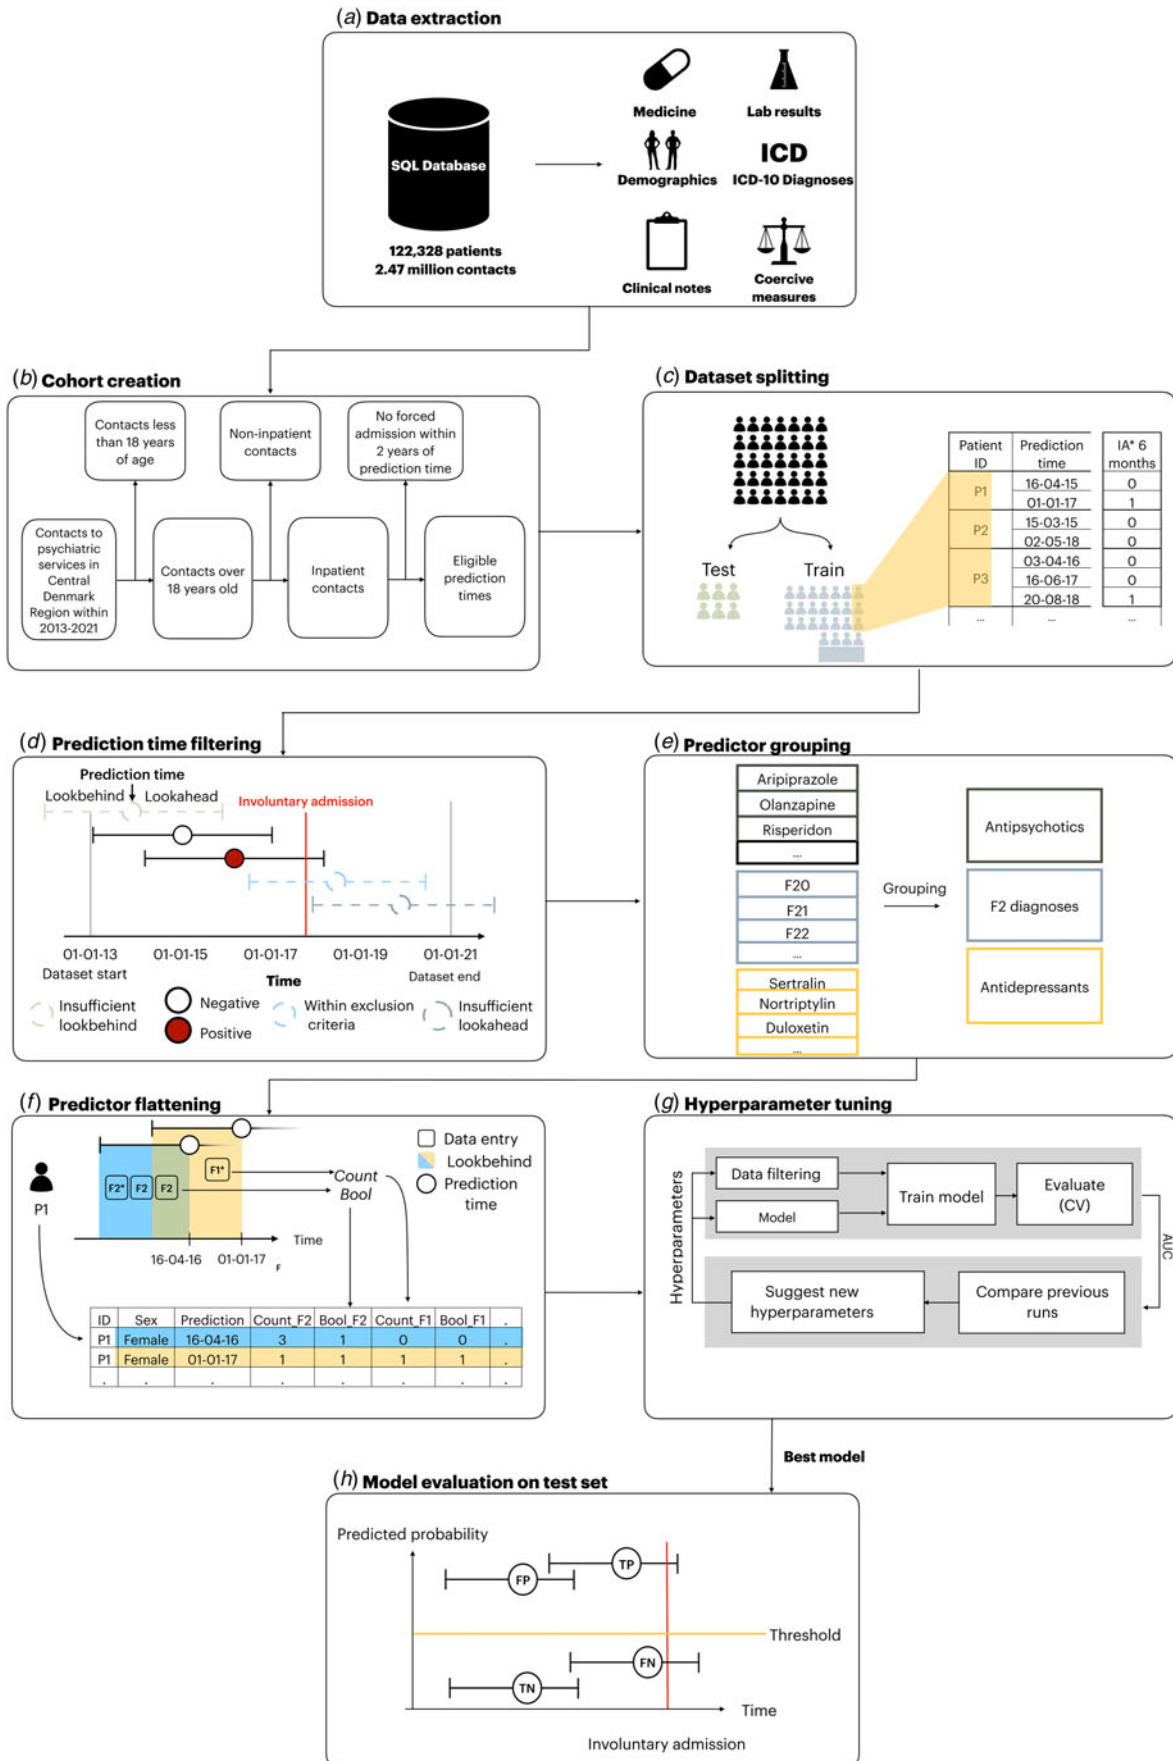 (a) Data extraction
SQL Database
122,328 patients
2.47 million contacts
Medicine
Lab results
Demographics
ICD
ICD-10 Diagnoses
Clinical notes
Coercive
measures
(b) Cohort creation
Contacts less
than 18 years
of age
Non-inpatient
contacts
No forced
admission within
2 years of
prediction time
Contacts to
psychiatric
services in
Central
Denmark
Region within
2013-2021
Contacts over
18 years old
Inpatient
contacts
Eligible
prediction
times
(c) Dataset splitting
Test
Train
Patient ID Prediction time IA* 6 months
P1 16-04-15 0
01-01-17 1
P2 15-03-15 0
02-05-18 0
P3 03-04-16 0
16-06-17 0
20-08-18 1
... ... ...
(d) Prediction time filtering
Prediction time
Lookbehind Lookahead
Involuntary admission
01-01-13 01-01-15 01-01-17 01-01-19 01-01-21
Dataset start Dataset end
Time
Insufficient
lookbehind
Negative
Positive
Within exclusion
criteria
Insufficient
lookahead
(e) Predictor grouping
Aripiprazole
Olanzapine
Risperidon
...
F20
F21
F22
...
Sertralin
Nortriptylin
Duloxetin
...
Grouping
Antipsychotics
F2 diagnoses
Antidepressants
(f) Predictor flattening
P1
F2* F2 F2
F1*
Count
Bool
Data entry
Lookbehind
Prediction
time
Time
16-04-16 01-01-17
F
ID Sex Prediction Count_F2 Bool_F2 Count_F1 Bool_F1 .
P1 Female 16-04-16 3 1 0 0 .
P1 Female 01-01-17 1 1 1 1 .
. . . . . . . .
(g) Hyperparameter tuning
Hyperparameters
Data filtering
Model
Train model
Evaluate
(CV)
AUC
Suggest new
hyperparameters
Compare previous
runs
Best model
(h) Model evaluation on test set
Predicted probability
FP
TP
Threshold
FN
TN
Time
Involuntary admission